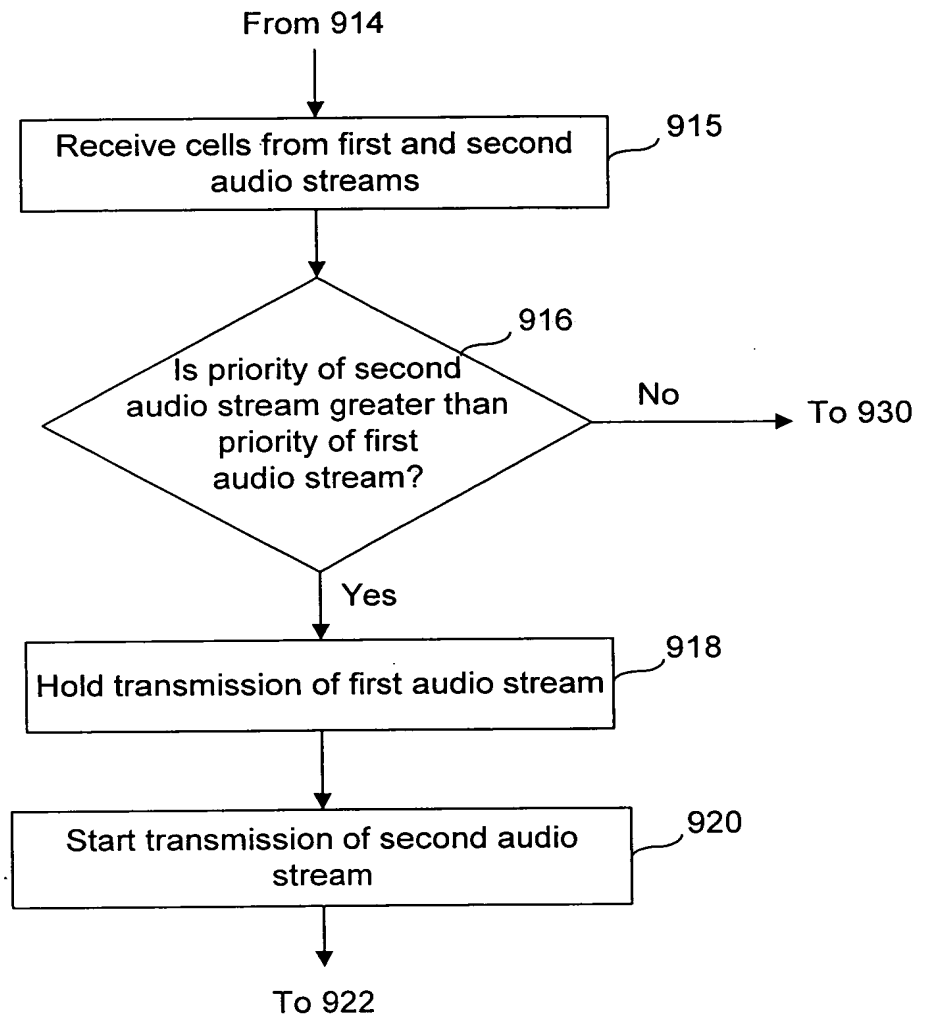 From 914
915
Receive cells from first and second
audio streams
916
Is priority of second
audio stream greater than
priority of first
audio stream?
No
To 930
Yes
918
Hold transmission of first audio stream
920
Start transmission of second audio
stream
To 922